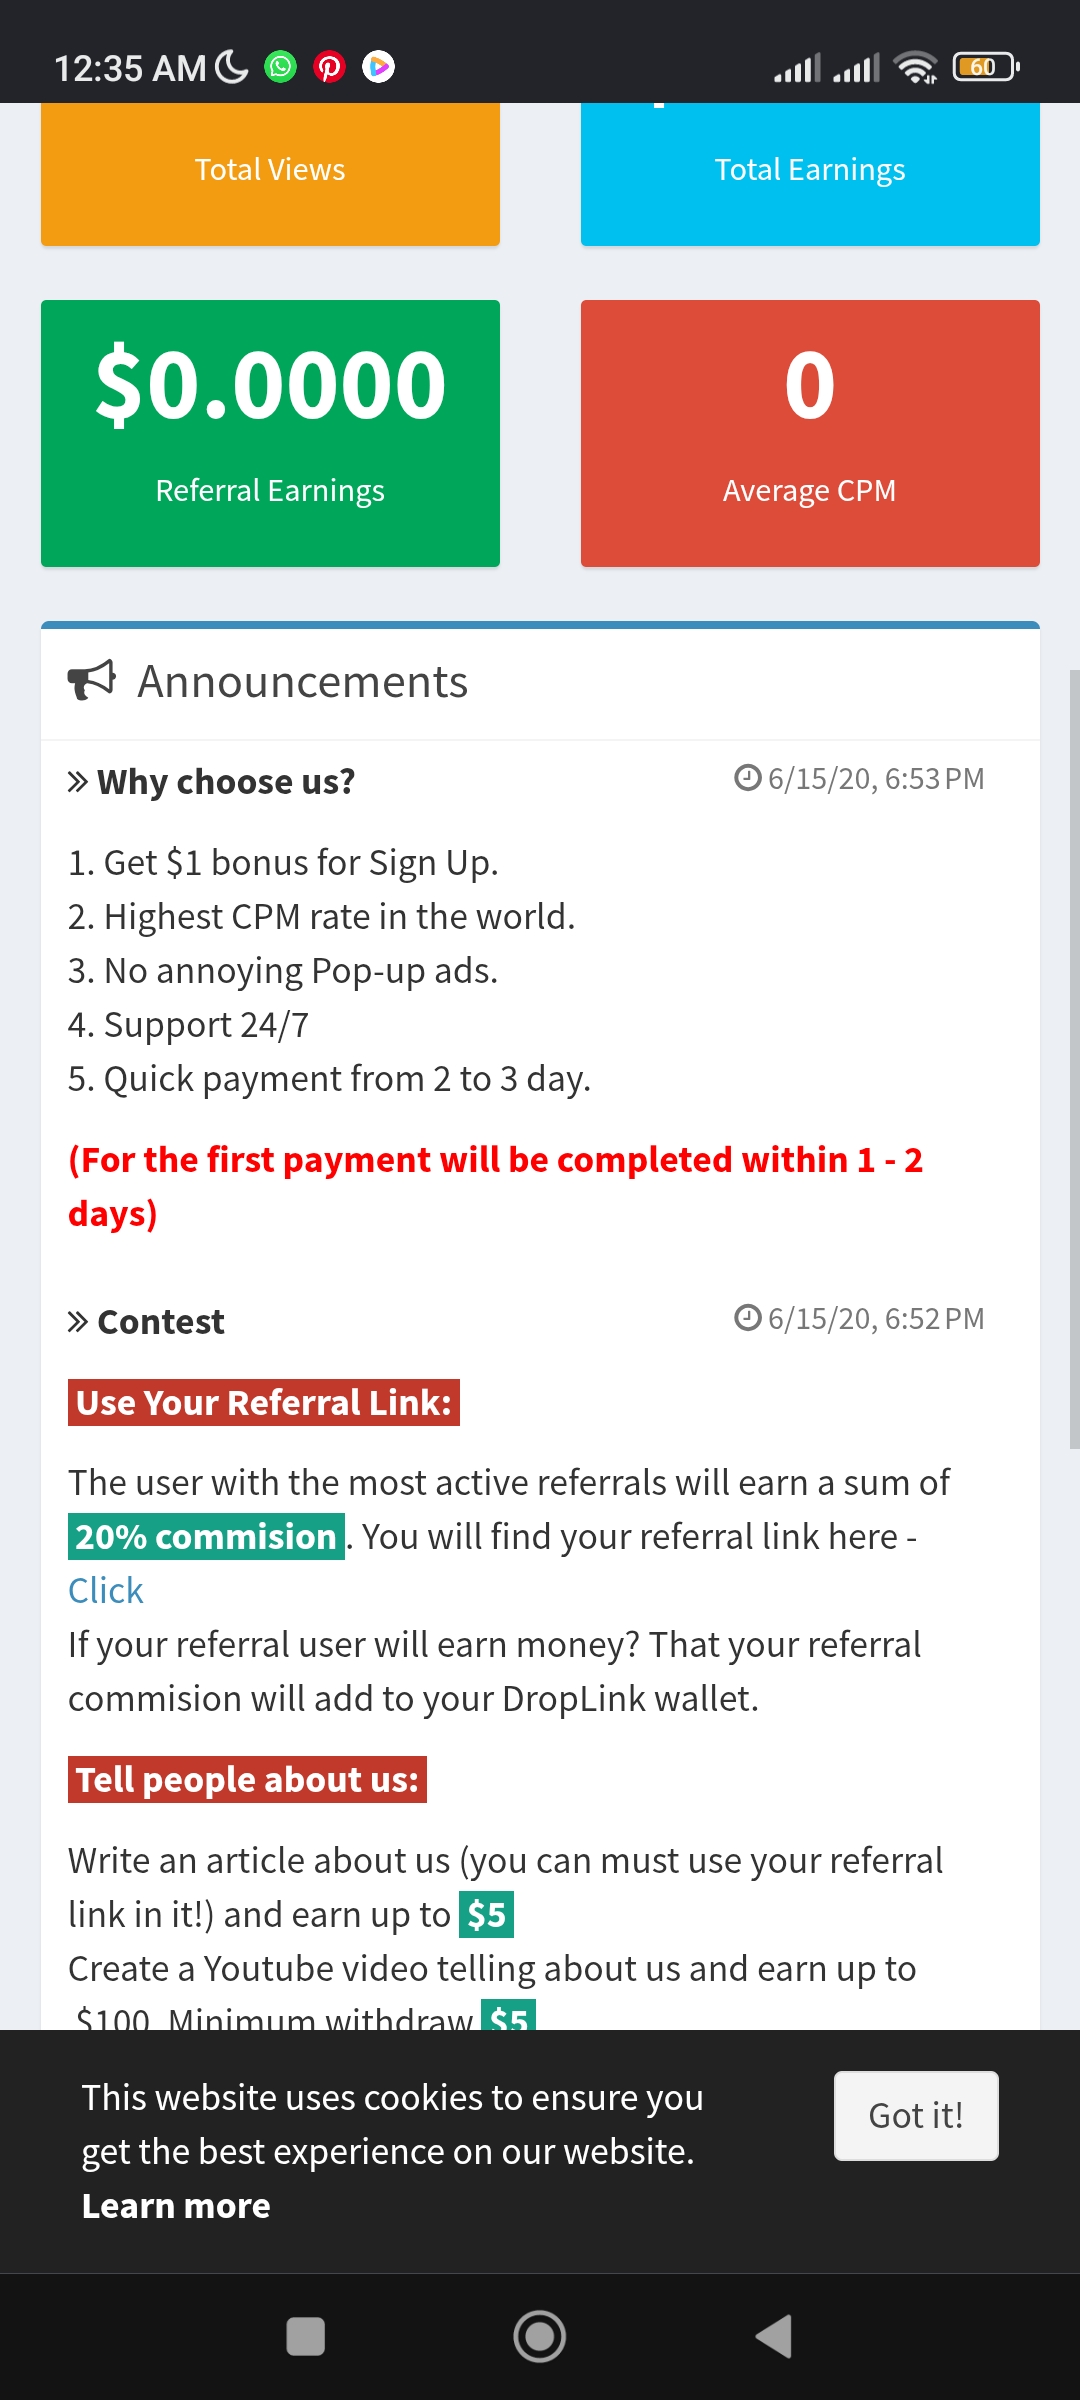 12:35 AM
60
Total Views
Total Earnings
$0.0000
0
Referral Earnings
Average CPM
Announcements
» Why choose us?
6/15/20, 6:53 PM
1. Get $1 bonus for Sign Up.
2. Highest CPM rate in the world.
3. No annoying Pop-up ads.
4. Support 24/7
5. Quick payment from 2 to 3 day.
(For the first payment will be completed within 1 - 2
days)
» Contest
6/15/20, 6:52 PM
Use Your Referral Link:
The user with the most active referrals will earn a sum of
20% commision. You will find your referral link here -
Click
If your referral user will earn money? That your referral
commision will add to your DropLink wallet.
Tell people about us:
Write an article about us (you can must use your referral
link in it!) and earn up to $5
Create a Youtube video telling about us and earn up to
$100. Minimum withdraw $5
This website uses cookies to ensure you
get the best experience on our website.
Learn more
Got it!